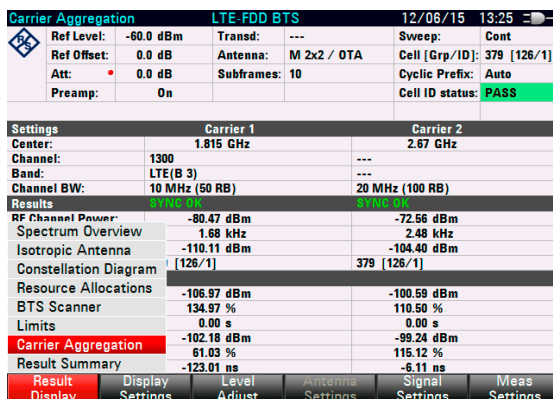 Carrier Aggregation LTE-FDD BTS 12/06/15 13:25
Ref Level: -60.0 dBm Transd: --- Sweep: Cont
Ref Offset: 0.0 dB Antenna: M 2x2 / OTA Cell [Grp/ID]: 379 [126/1]
Att: 0.0 dB Subframes: 10 Cyclic Prefix: Auto
Preamp: On Cell ID status: PASS
Settings Carrier 1 Carrier 2
Center: 1.815 GHz 2.67 GHz
Channel: 1300 ---
Band: LTE(B 3) ---
Channel BW: 10 MHz (50 RB) 20 MHz (100 RB)
Results SYNC OK SYNC OK
RF Channel Power: -80.47 dBm -72.56 dBm
Spectrum Overview 1.68 kHz 2.48 kHz
Isotropic Antenna -110.11 dBm -104.40 dBm
Constellation Diagram [126/1] 379 [126/1]
Resource Allocations -106.97 dBm -100.59 dBm
BTS Scanner 134.97 % 110.50 %
Limits 0.00 s 0.00 s
Carrier Aggregation -102.18 dBm -99.24 dBm
61.03 % 115.12 %
Result Summary -123.01 ns -6.11 ns
Result Display Level Antenna Signal Meas
Display Settings Adjust Settings Settings Settings